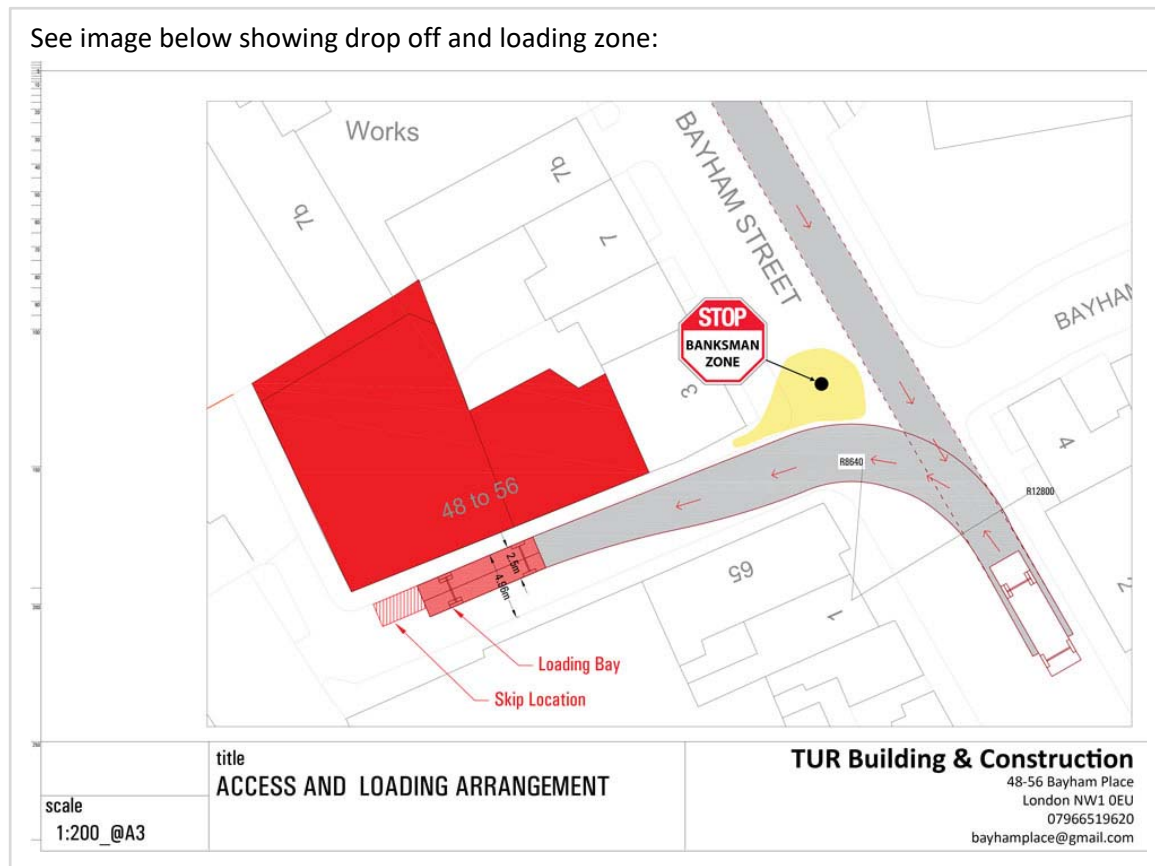 See image below showing drop off and loading zone:
Works
7b
7b
7
BAYHAM STREET
BAYHAM
STOP
BANKSMAN
ZONE
3
4
R8640
R12800
48 to 56
2.5m
4.96m
65
1
2
Loading Bay
Skip Location
title
ACCESS AND LOADING ARRANGEMENT
scale
1:200_@A3
TUR Building & Construction
48-56 Bayham Place
London NW1 0EU
07966519620
bayhamplace@gmail.com